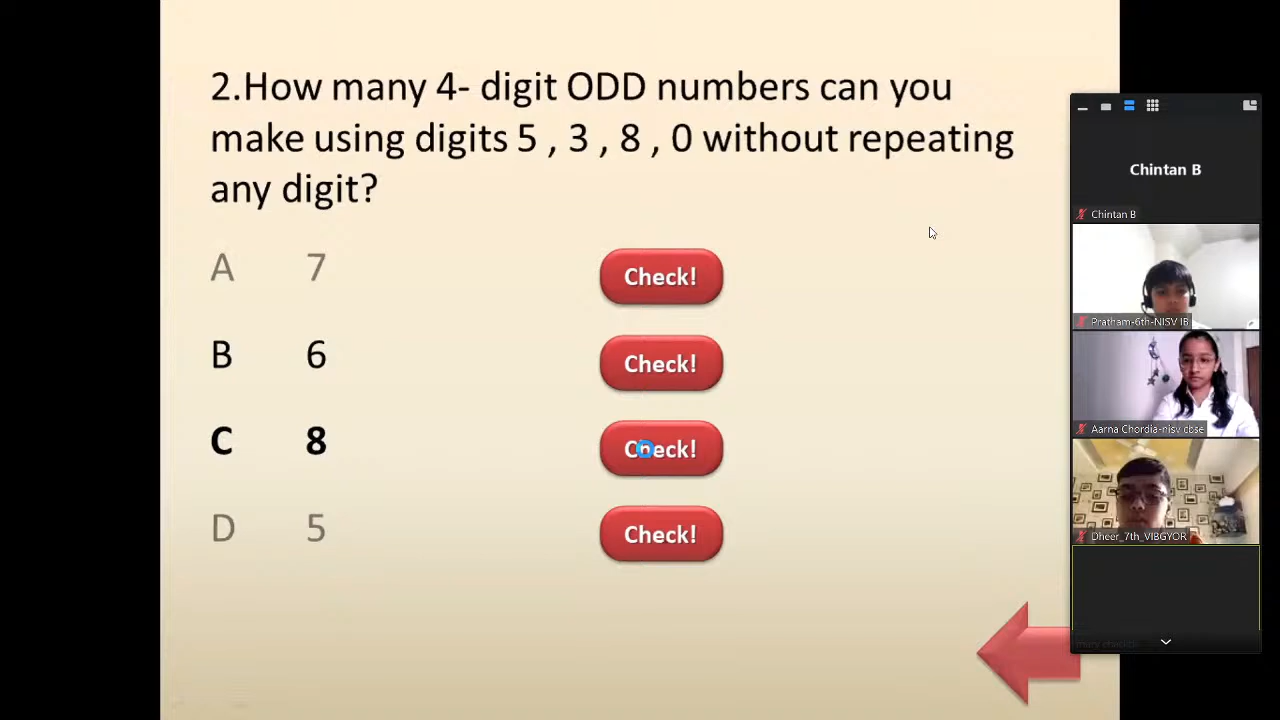 2.How many 4- digit ODD numbers can you
make using digits 5 , 3 , 8 , 0 without repeating
any digit?
A 7 Check!
B 6 Check!
C 8 Check!
D 5 Check!
Chintan B
Chintan B
Pratham-6th-NISV IB
Aarna Chordia-nisv cbse
Dheer_7th_VIBGYOR